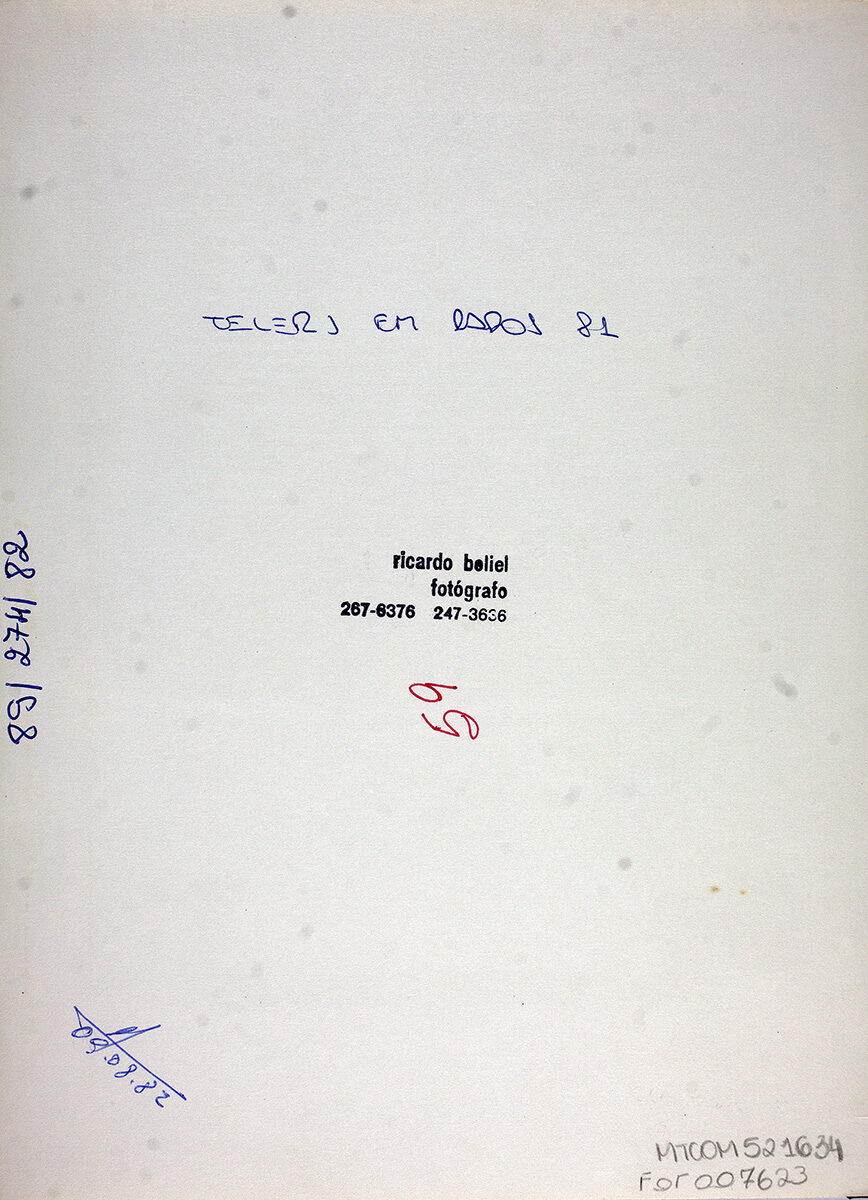 TELERJ EM DADOS 81
ricardo beliel
fotógrafo
267-6376 247-3636
59
89/274/82
09.08.82
MTCOM521634
FOT007623